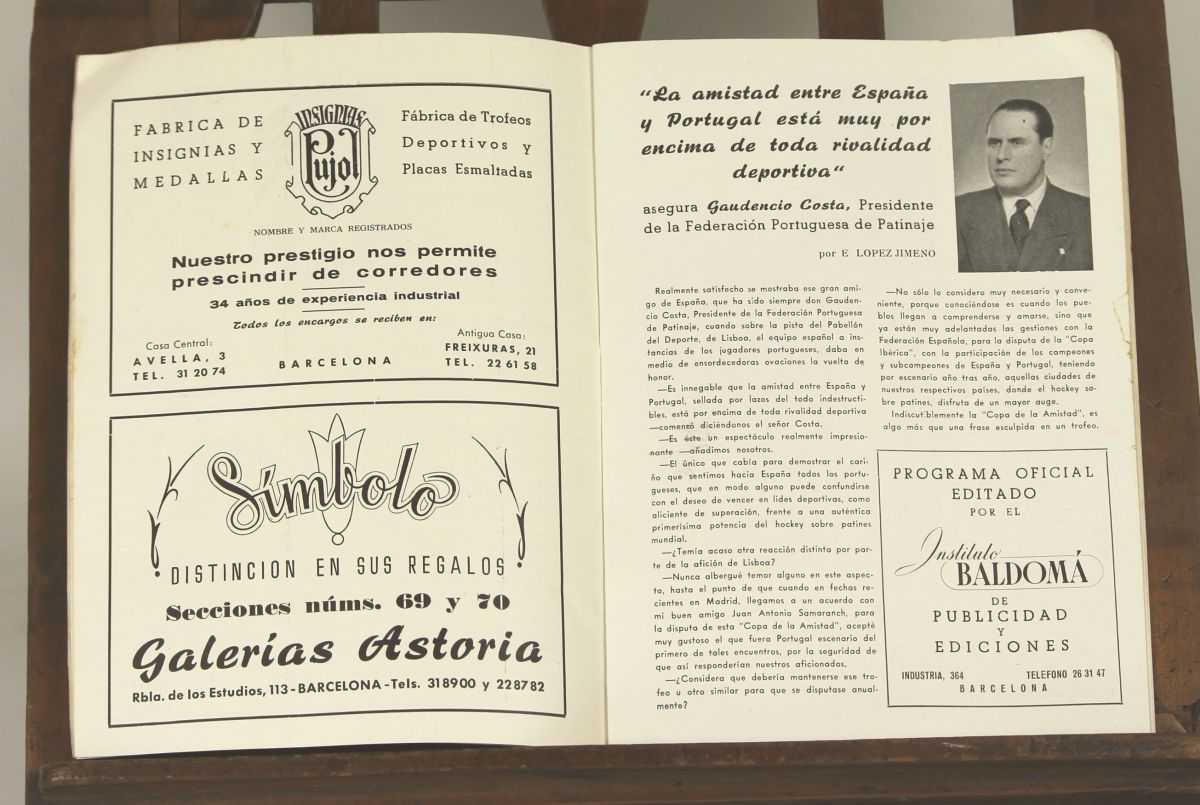 FABRICA DE
INSIGNIAS Y
MEDALLAS
INSIGNIAS
Pujol
Fábrica de Trofeos
Deportivos y
Placas Esmaltadas
NOMBRE Y MARCA REGISTRADOS
Nuestro prestigio nos permite
prescindir de corredores
34 años de experiencia industrial
Todos los encargos se reciben en:
Casa Central:
AVELLA, 3
TEL. 31 20 74
BARCELONA
Antigua Casa:
FREIXURAS, 21
TEL. 22 61 58
Símbolo
DISTINCION EN SUS REGALOS
Secciones núms. 69 y 70
Galerías Astoria
Rbla. de los Estudios, 113 - BARCELONA - Tels. 318900 y 228782
“La amistad entre España
y Portugal está muy por
encima de toda rivalidad
deportiva“
asegura Gaudencio Costa, Presidente
de la Federación Portuguesa de Patinaje
por E LOPEZ JIMENO
Realmente satisfecho se mostraba ese gran ami-
go de España, que ha sido siempre don Gauden-
cio Costa, Presidente de la Federación Portuguesa
de Patinaje, cuando sobre la pista del Pabellón
del Deporte, de Lisboa, el equipo español a ins-
tancias de los jugadores portugueses, daba en
medio de ensordecedoras ovaciones la vuelta de
honor.
—Es innegable que la amistad entre España y
Portugal, sellada por lazos del todo indestructi-
bles, está por encima de toda rivalidad deportiva
—comenzó diciéndonos el señor Costa.
—Es éste un espectáculo realmente impresio-
nante —añadimos nosotros.
—El único que cabía para demostrar el cari-
ño que sentimos hacia España todos los portu-
gueses, que en modo alguno puede confundirse
con el deseo de vencer en lides deportivas, como
aliciente de superación, frente a una auténtica
primerísima potencia del hockey sobre patines
mundial.
—¿Temía acaso otra reacción distinta por par-
te de la afición de Lisboa?
—Nunca albergué temor alguno en este aspec-
to, hasta el punto de que cuando en fechas re-
cientes en Madrid, llegamos a un acuerdo con
mi buen amigo Juan Antonio Samaranch, para
la disputa de esta “Copa de la Amistad”, acepté
muy gustoso el que fuera Portugal escenario del
primero de tales encuentros, por la seguridad de
que así responderían nuestros aficionados.
—¿Considera que debería mantenerse ese tro-
feo u otro similar para que se disputase anual-
mente?
—No sólo lo considero muy necesario y conve-
niente, porque conociéndose es cuando los pue-
blos llegan a comprenderse y amarse, sino que
ya están muy adelantadas las gestiones con la
Federación Española, para la disputa de la “Copa
Ibérica”, con la participación de los campeones
y subcampeones de España y Portugal, teniendo
por escenario año tras año, aquellas ciudades de
nuestros respectivos países, donde el hockey so-
bre patines, disfruta de un mayor auge.
Indiscutiblemente la “Copa de la Amistad”, es
algo más que una frase esculpida en un trofeo.
PROGRAMA OFICIAL
EDITADO
POR EL
Instituto
BALDOMÁ
DE
PUBLICIDAD
Y
EDICIONES
INDUSTRIA, 364 TELEFONO 26 31 47
BARCELONA